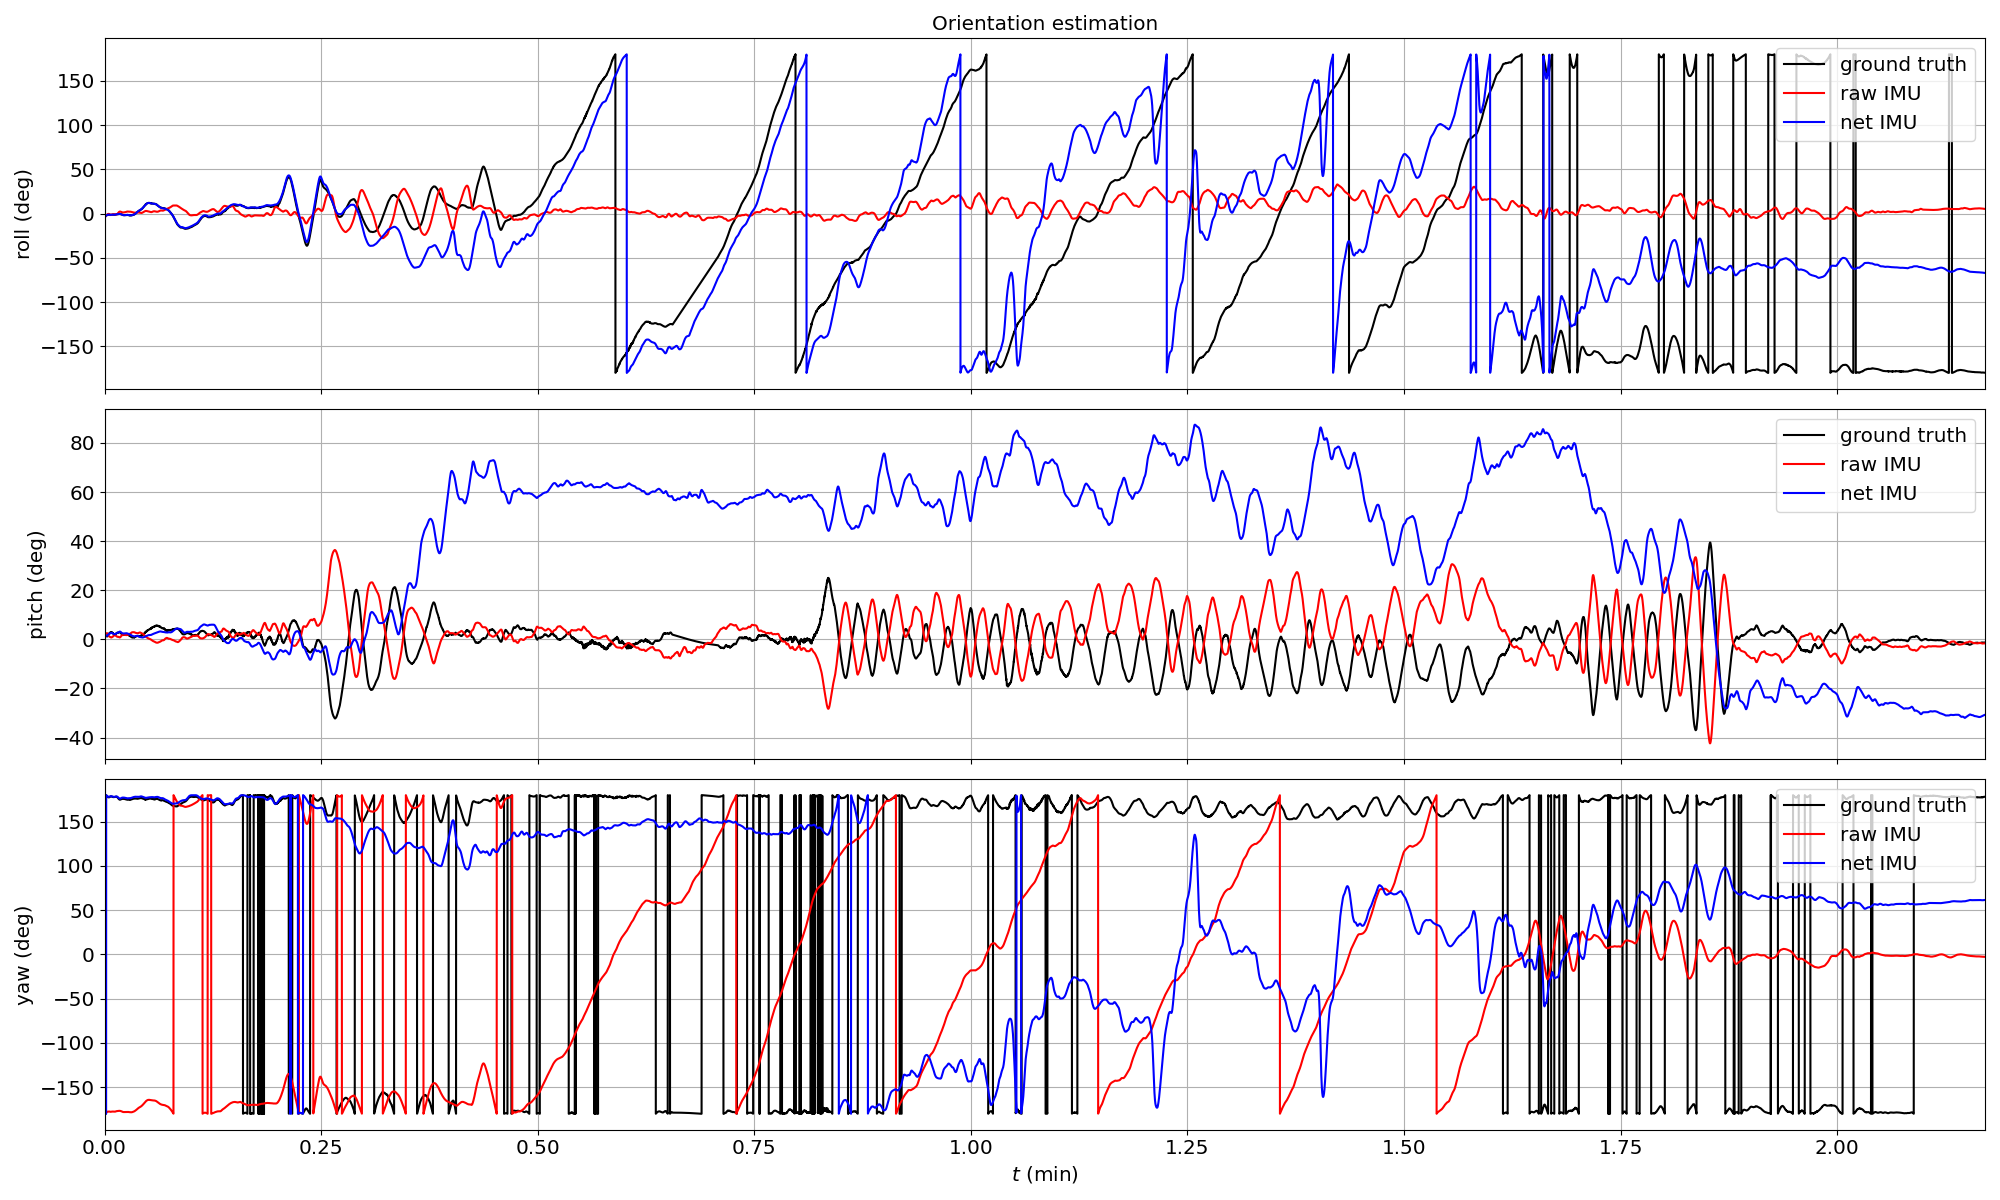 Orientation estimation
roll (deg)
150
100
50
0
−50
−100
−150
ground truth
raw IMU
net IMU
pitch (deg)
80
60
40
20
0
−20
−40
ground truth
raw IMU
net IMU
yaw (deg)
150
100
50
0
−50
−100
−150
ground truth
raw IMU
net IMU
0.00 0.25 0.50 0.75 1.00 1.25 1.50 1.75 2.00
t (min)